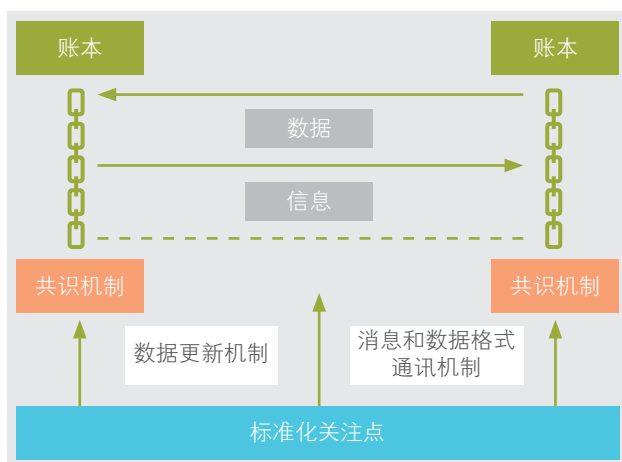 账本
账本
数据
信息
共识机制
共识机制
数据更新机制
消息和数据格式
通讯机制
标准化关注点